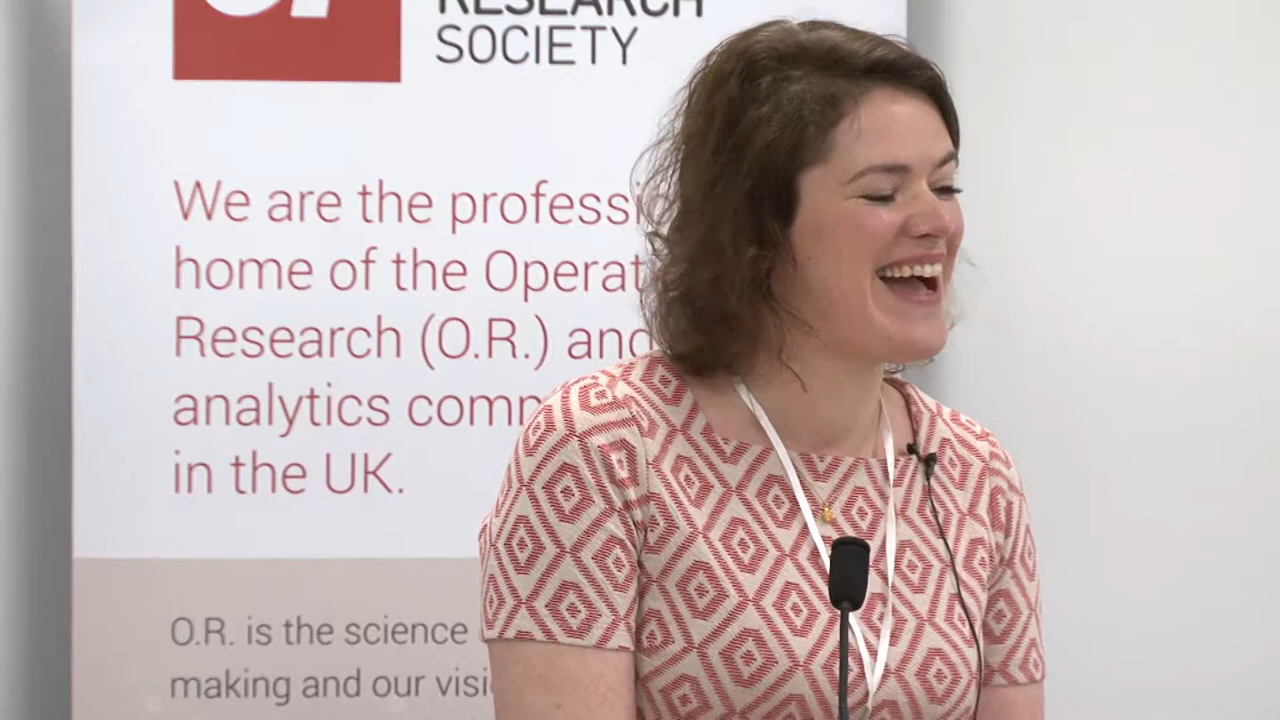 RESEARCH
SOCIETY
We are the professi
home of the Operat
Research (O.R.) and
analytics comm
in the UK.
O.R. is the science
making and our visi